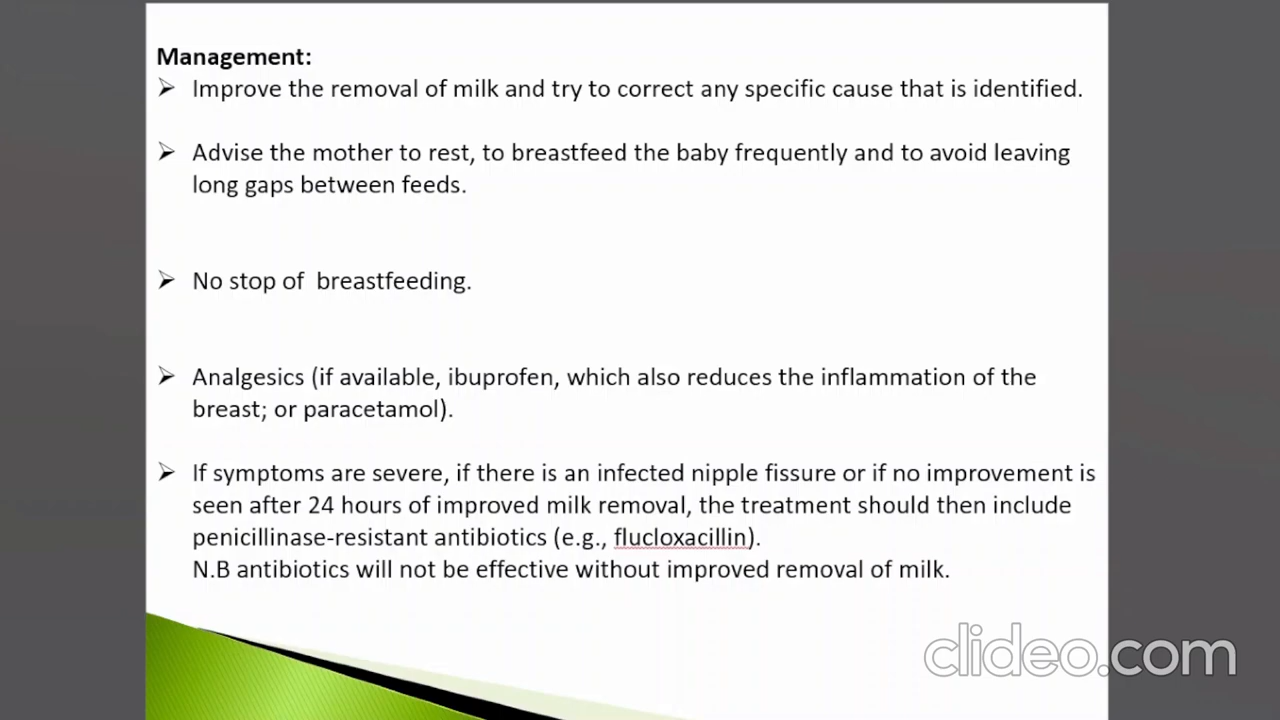 Management:
➢ Improve the removal of milk and try to correct any specific cause that is identified.
➢ Advise the mother to rest, to breastfeed the baby frequently and to avoid leaving
long gaps between feeds.
➢ No stop of  breastfeeding.
➢ Analgesics (if available, ibuprofen, which also reduces the inflammation of the
breast; or paracetamol).
➢ If symptoms are severe, if there is an infected nipple fissure or if no improvement is
seen after 24 hours of improved milk removal, the treatment should then include
penicillinase-resistant antibiotics (e.g., flucloxacillin).
N.B antibiotics will not be effective without improved removal of milk.
clideo.com